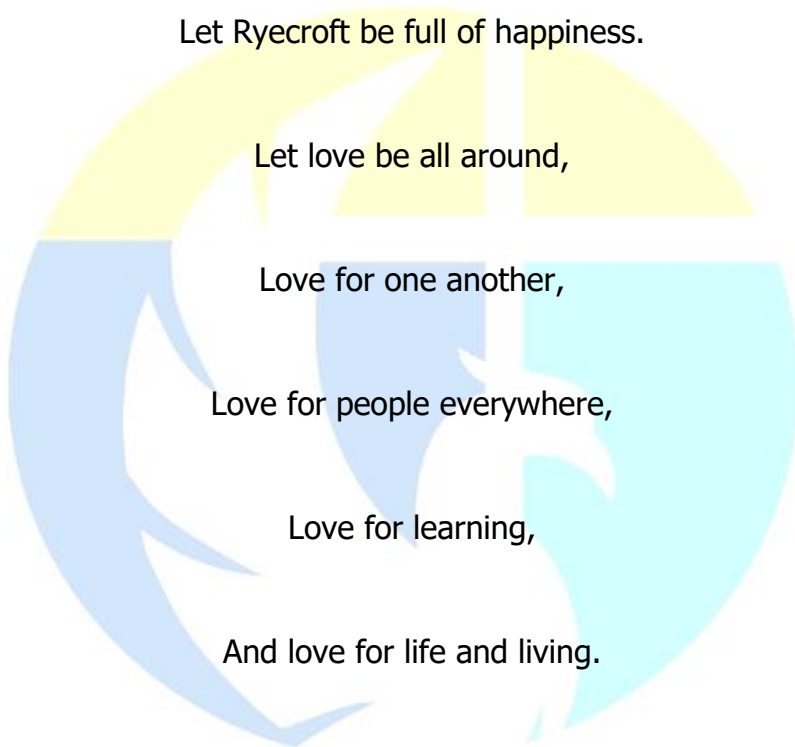 Let Ryecroft be full of happiness.
Let love be all around,
Love for one another,
Love for people everywhere,
Love for learning,
And love for life and living.